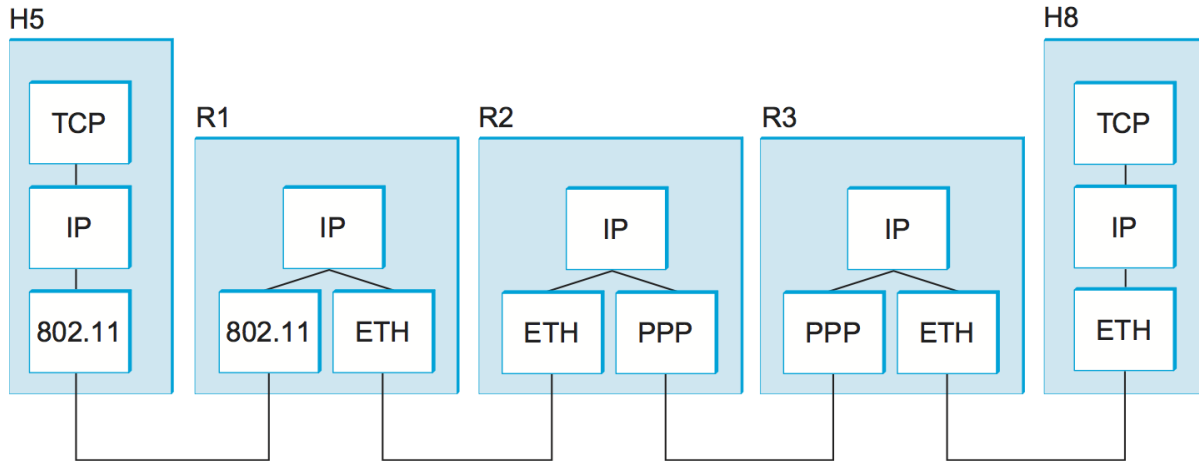 H5
TCP
IP
802.11
R1
IP
802.11
ETH
R2
IP
ETH
PPP
R3
IP
PPP
ETH
H8
TCP
IP
ETH